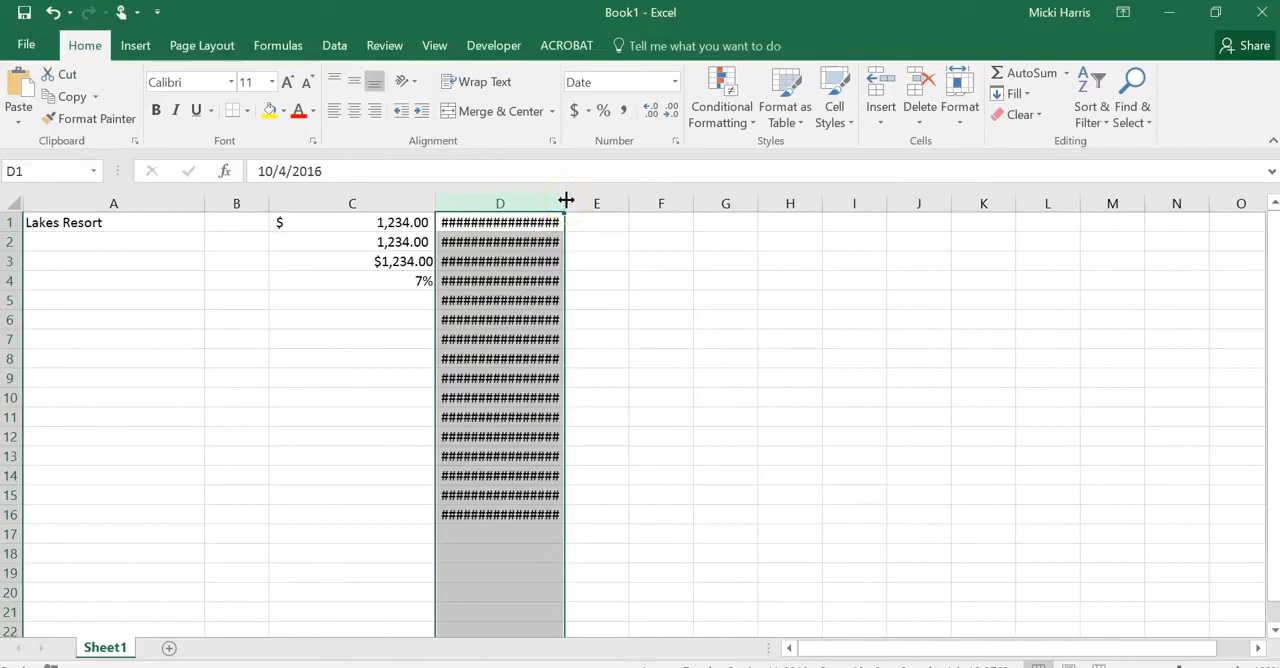 Book1 - Excel
Micki Harris
File Home Insert Page Layout Formulas Data Review View Developer ACROBAT Tell me what you want to do Share
Paste
Cut
Copy
Format Painter
Clipboard
Calibri 11
B I U
Font
Wrap Text
Merge & Center
Alignment
Date
$ % ,
Number
Conditional Formatting
Format as Table
Cell Styles
Styles
Insert Delete Format
Cells
AutoSum
Fill
Clear
Sort & Filter
Find & Select
Editing
D1 fx 10/4/2016
A B C D E F G H I J K L M N O
1 Lakes Resort $ 1,234.00 ################
2 1,234.00 ################
3 $1,234.00 ################
4 7% ################
5 ################
6 ################
7 ################
8 ################
9 ################
10 ################
11 ################
12 ################
13 ################
14 ################
15 ################
16 ################
17
18
19
20
21
22
Sheet1